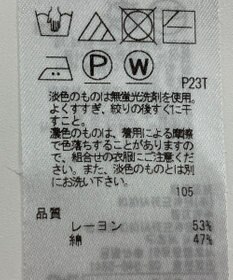 P
W
P23T
淡色のものは無蛍光洗剤を使用。
よくすすぎ、絞りの後すぐに干
すこと。
濃色のものは、着用による摩擦
で色落ちすることがありますの
で、組合せの衣服にご注意くだ
さい。また、淡色のものとは別
にお洗い下さい。
105
品質
レーヨン 53%
綿 47%